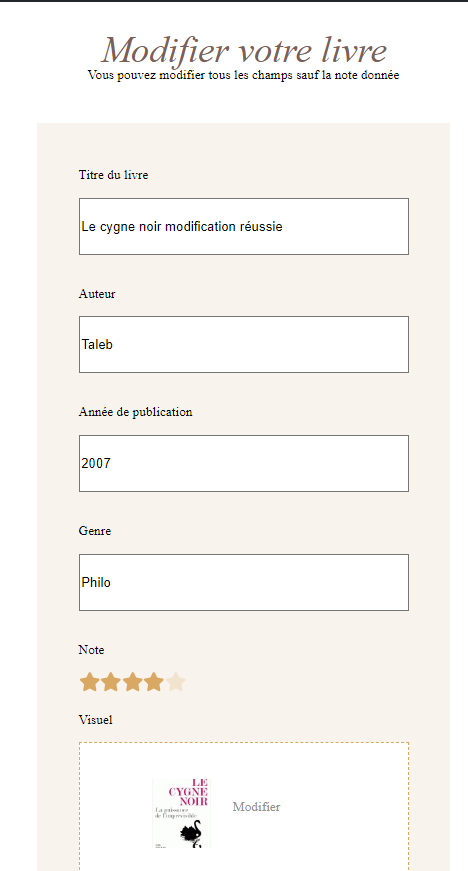 Modifier votre livre
Vous pouvez modifier tous les champs sauf la note donnée
Titre du livre
Le cygne noir modification réussie
Auteur
Taleb
Année de publication
2007
Genre
Philo
Note
Visuel
LE
CYGNE
NOIR
La puissance
de l'imprévisible
Modifier